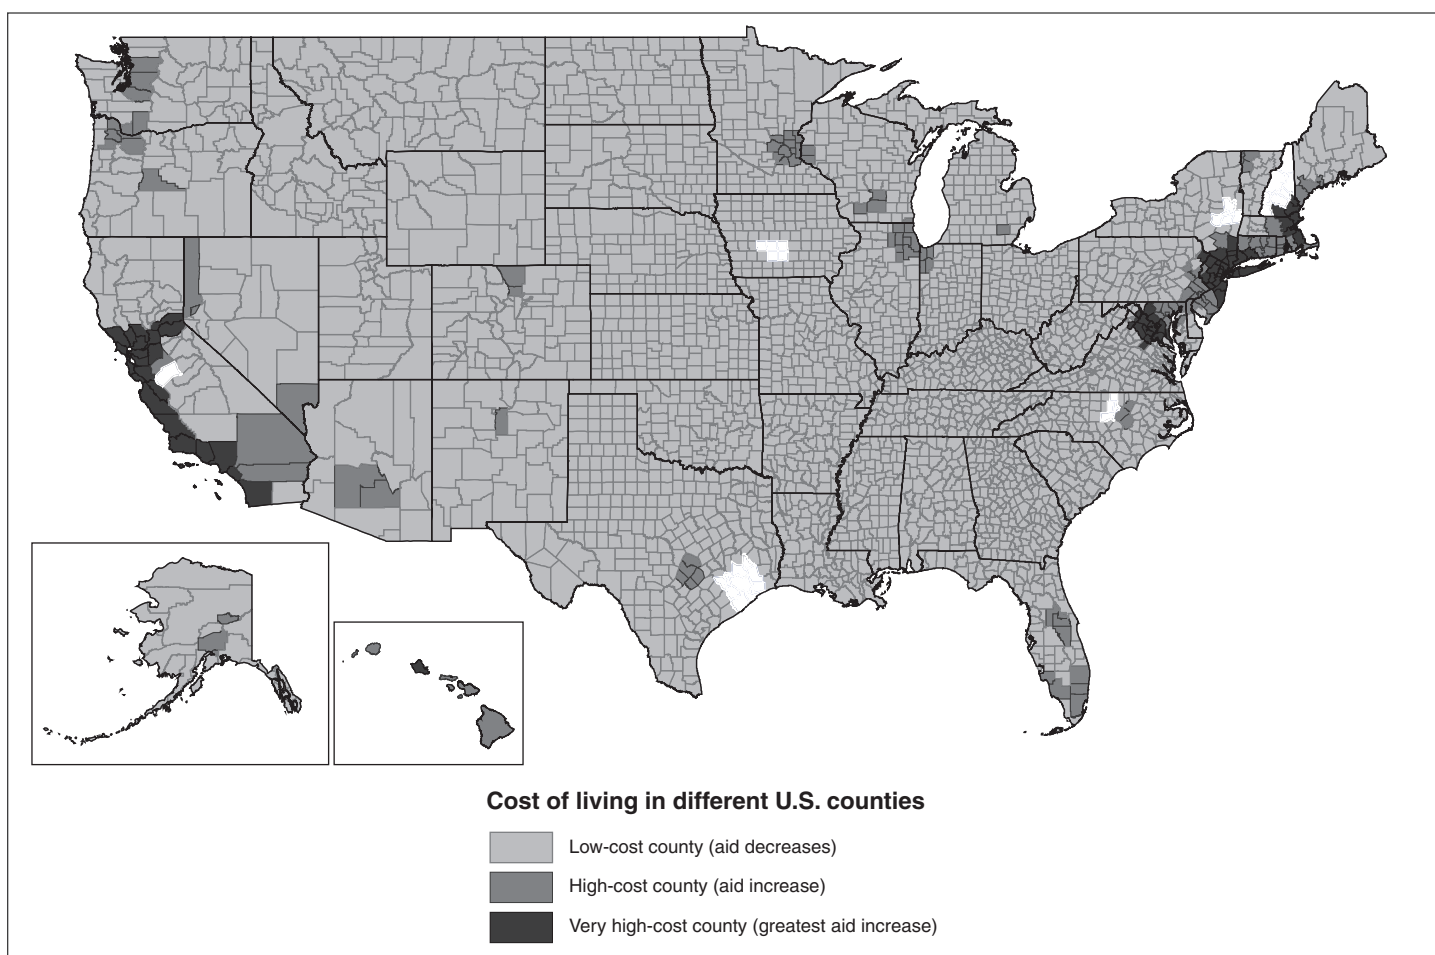 Cost of living in different U.S. counties
Low-cost county (aid decreases)
High-cost county (aid increase)
Very high-cost county (greatest aid increase)